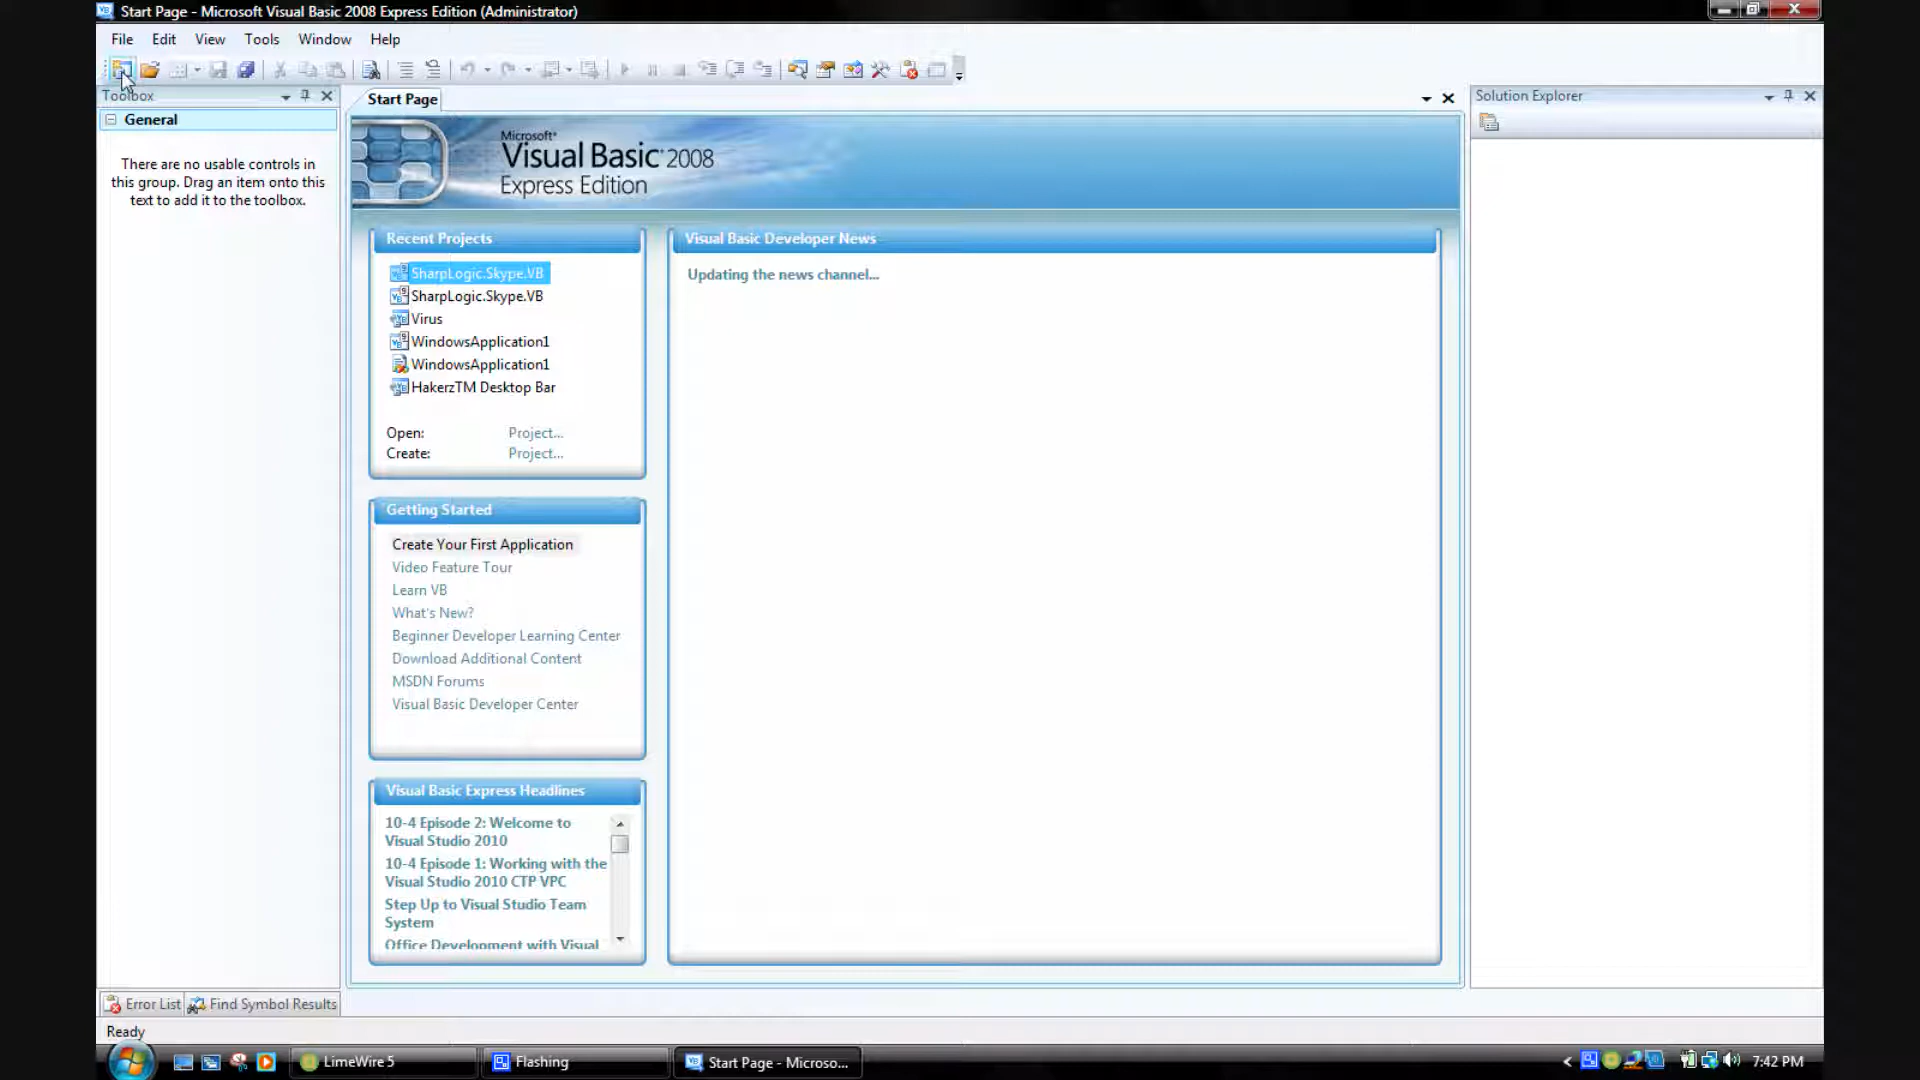 Start Page - Microsoft Visual Basic 2008 Express Edition (Administrator)
File Edit View Tools Window Help
Toolbox
Start Page
Solution Explorer
General
There are no usable controls in
this group. Drag an item onto this
text to add it to the toolbox.
Microsoft
Visual Basic 2008
Express Edition
Recent Projects
SharpLogic.Skype.VB
SharpLogic.Skype.VB
Virus
WindowsApplication1
WindowsApplication1
HakerzTM Desktop Bar
Open: Project...
Create: Project...
Visual Basic Developer News
Updating the news channel...
Getting Started
Create Your First Application
Video Feature Tour
Learn VB
What's New?
Beginner Developer Learning Center
Download Additional Content
MSDN Forums
Visual Basic Developer Center
Visual Basic Express Headlines
10-4 Episode 2: Welcome to
Visual Studio 2010
10-4 Episode 1: Working with the
Visual Studio 2010 CTP VPC
Step Up to Visual Studio Team
System
Office Development with Visual
Error List Find Symbol Results
Ready
LimeWire 5 Flashing Start Page - Microso... 7:42 PM